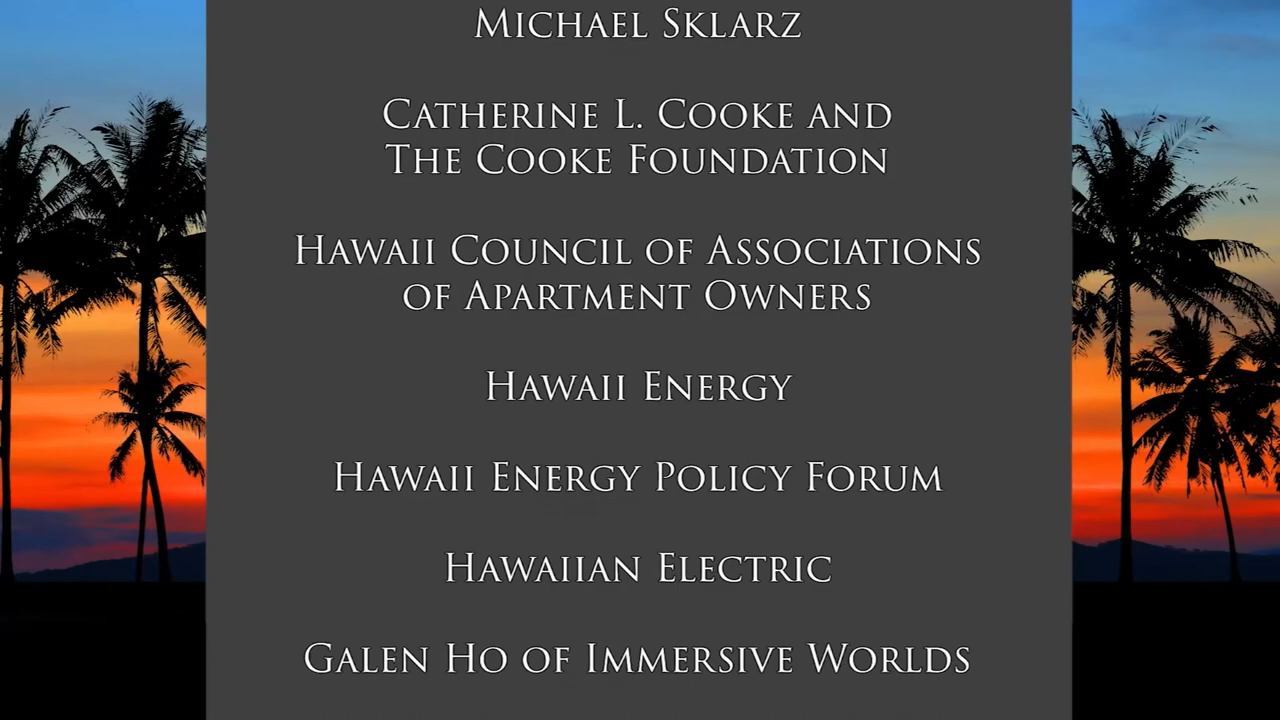 Michael Sklarz
Catherine L. Cooke and
The Cooke Foundation
Hawaii Council of Associations
of Apartment Owners
Hawaii Energy
Hawaii Energy Policy Forum
Hawaiian Electric
Galen Ho of Immersive Worlds